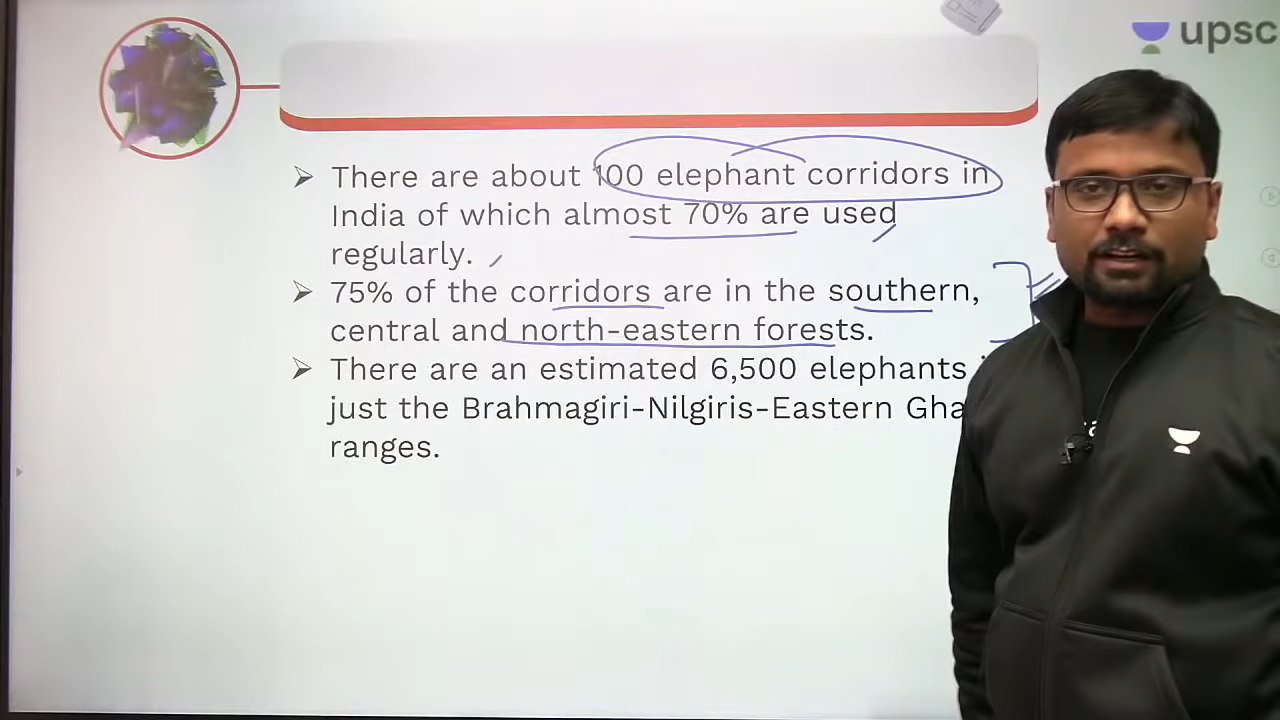 upsc
There are about 100 elephant corridors in
India of which almost 70% are used
regularly.
75% of the corridors are in the southern,
central and north-eastern forests.
There are an estimated 6,500 elephants
just the Brahmagiri-Nilgiris-Eastern Gha
ranges.